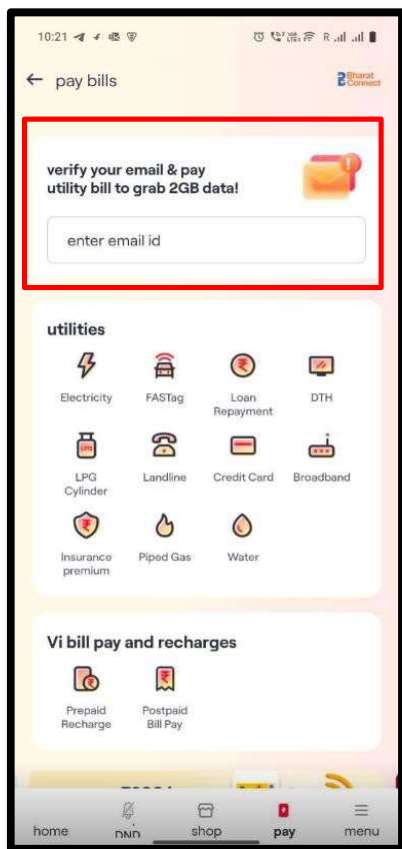 10:21
R
← pay bills
Bharat
Connect
verify your email & pay
utility bill to grab 2GB data!
enter email id
utilities
Electricity FASTag Loan Repayment DTH
LPG Cylinder Landline Credit Card Broadband
Insurance premium Piped Gas Water
Vi bill pay and recharges
Prepaid Recharge Postpaid Bill Pay
home DND shop pay menu